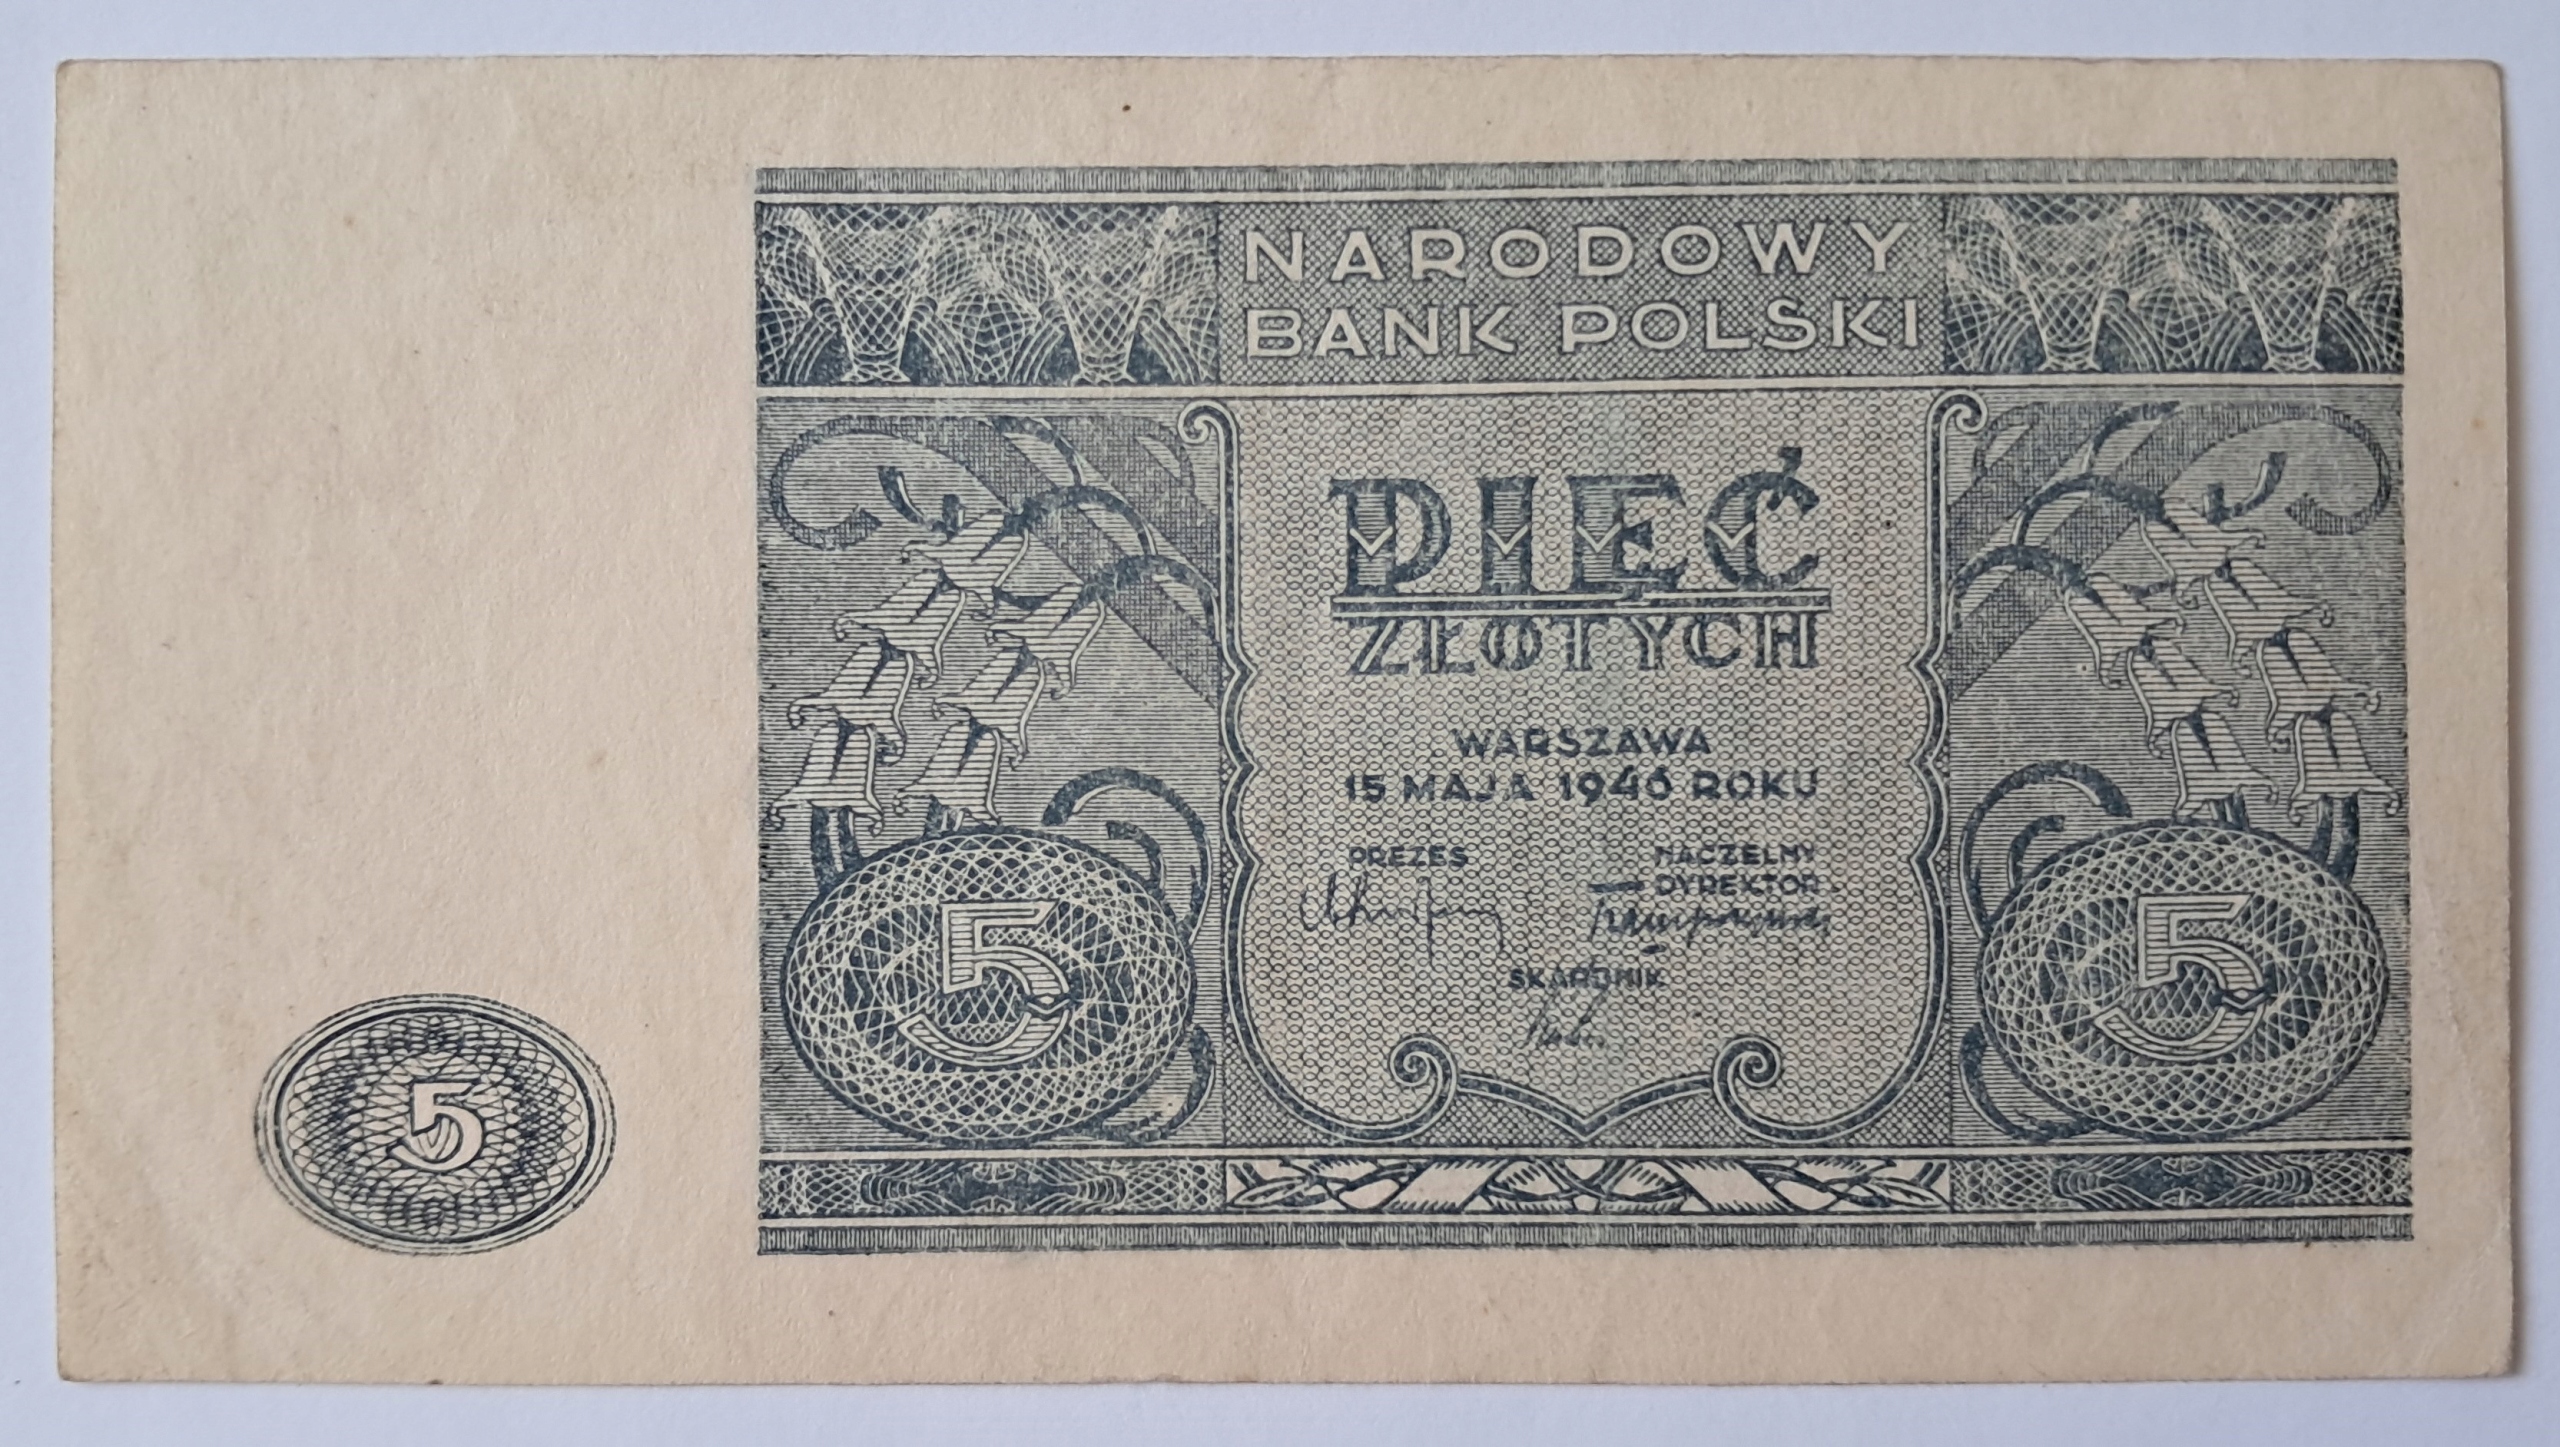 NARODOWY
BANK POLSKI
PIĘĆ
ZŁOTYCH
WARSZAWA
15 MAJA 1946 ROKU
PREZES
NACZELNY
DYREKTOR
SKARBNIK
5
5
5